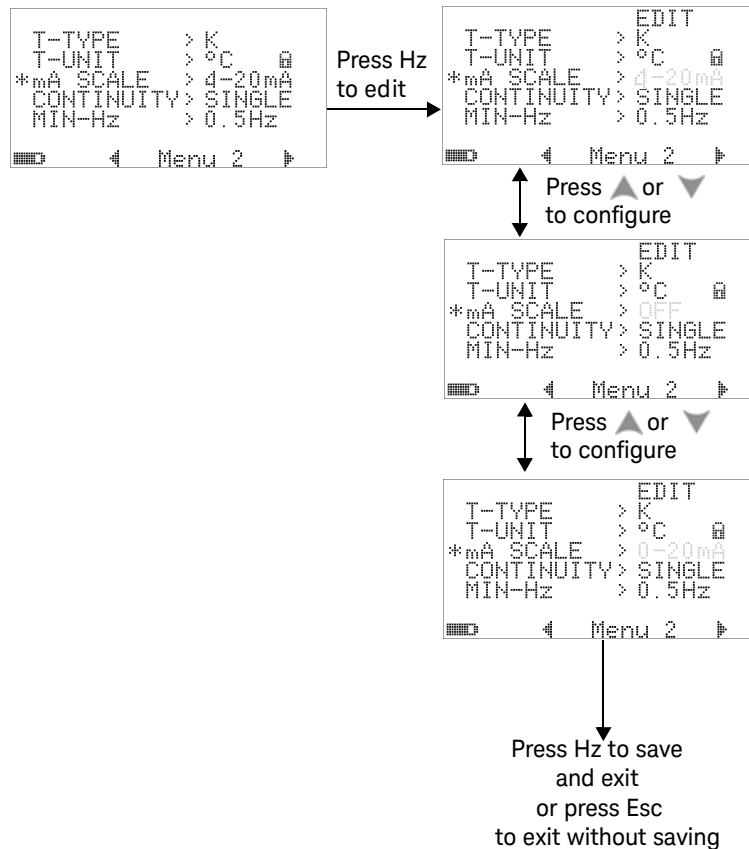 T-TYPE > K
T-UNIT > °C
*mA SCALE > 4-20mA
CONTINUITY> SINGLE
MIN-Hz > 0.5Hz
Menu 2
Press Hz
to edit
EDIT
T-TYPE > K
T-UNIT > °C
*mA SCALE > 4-20mA
CONTINUITY> SINGLE
MIN-Hz > 0.5Hz
Menu 2
Press ▲ or ▼
to configure
EDIT
T-TYPE > K
T-UNIT > °C
*mA SCALE > OFF
CONTINUITY> SINGLE
MIN-Hz > 0.5Hz
Menu 2
Press ▲ or ▼
to configure
EDIT
T-TYPE > K
T-UNIT > °C
*mA SCALE > 0-20mA
CONTINUITY> SINGLE
MIN-Hz > 0.5Hz
Menu 2
Press Hz to save
and exit
or press Esc
to exit without saving